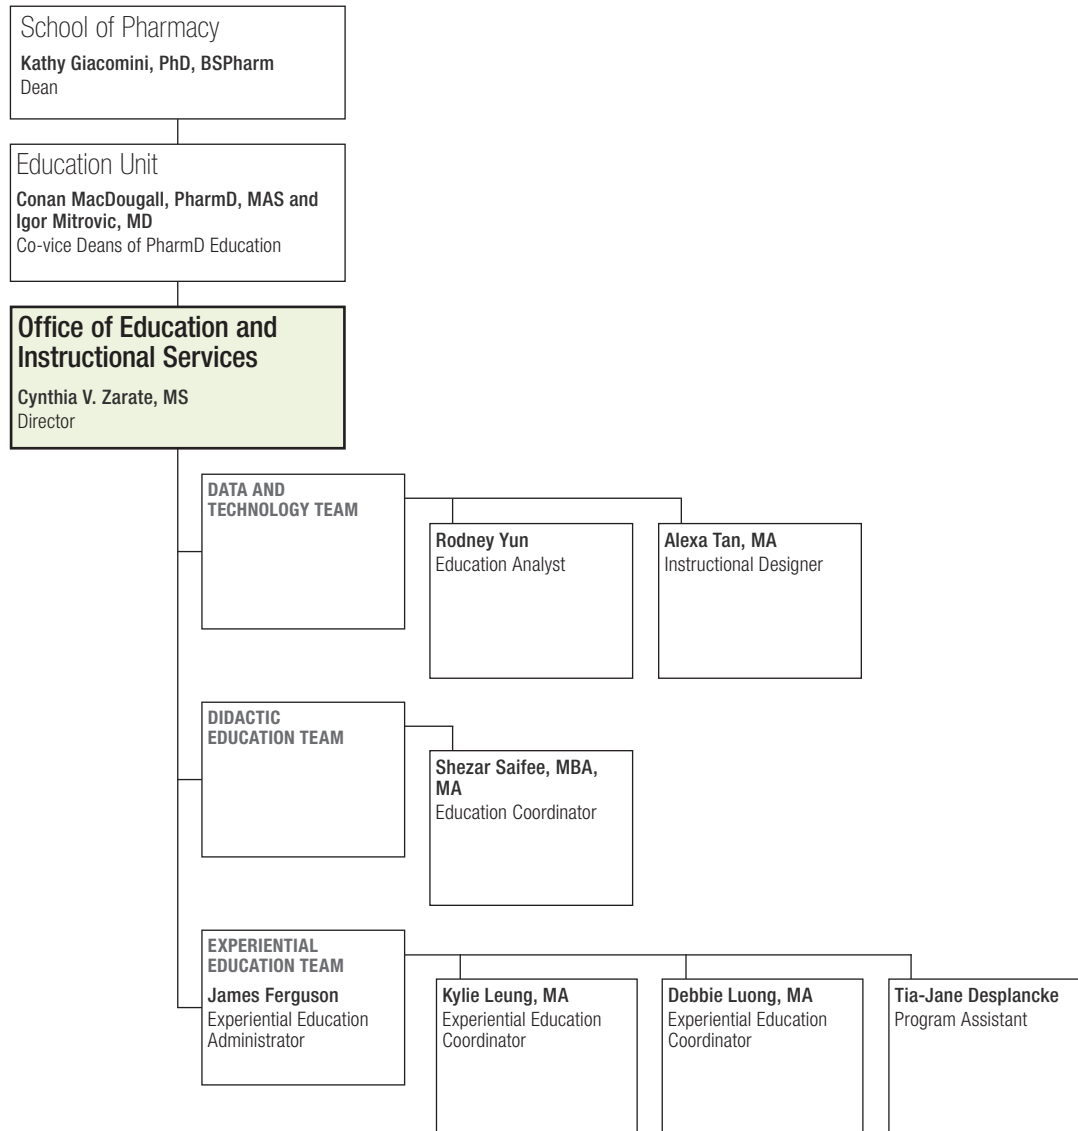 School of Pharmacy
Kathy Giacomini, PhD, BSPharm
Dean
Education Unit
Conan MacDougall, PharmD, MAS and
Igor Mitrovic, MD
Co-vice Deans of PharmD Education
Office of Education and
Instructional Services
Cynthia V. Zarate, MS
Director
DATA AND
TECHNOLOGY TEAM
Rodney Yun
Education Analyst
Alexa Tan, MA
Instructional Designer
DIDACTIC
EDUCATION TEAM
Shezar Saifee, MBA,
MA
Education Coordinator
EXPERIENTIAL
EDUCATION TEAM
James Ferguson
Experiential Education
Administrator
Kylie Leung, MA
Experiential Education
Coordinator
Debbie Luong, MA
Experiential Education
Coordinator
Tia-Jane Desplancke
Program Assistant